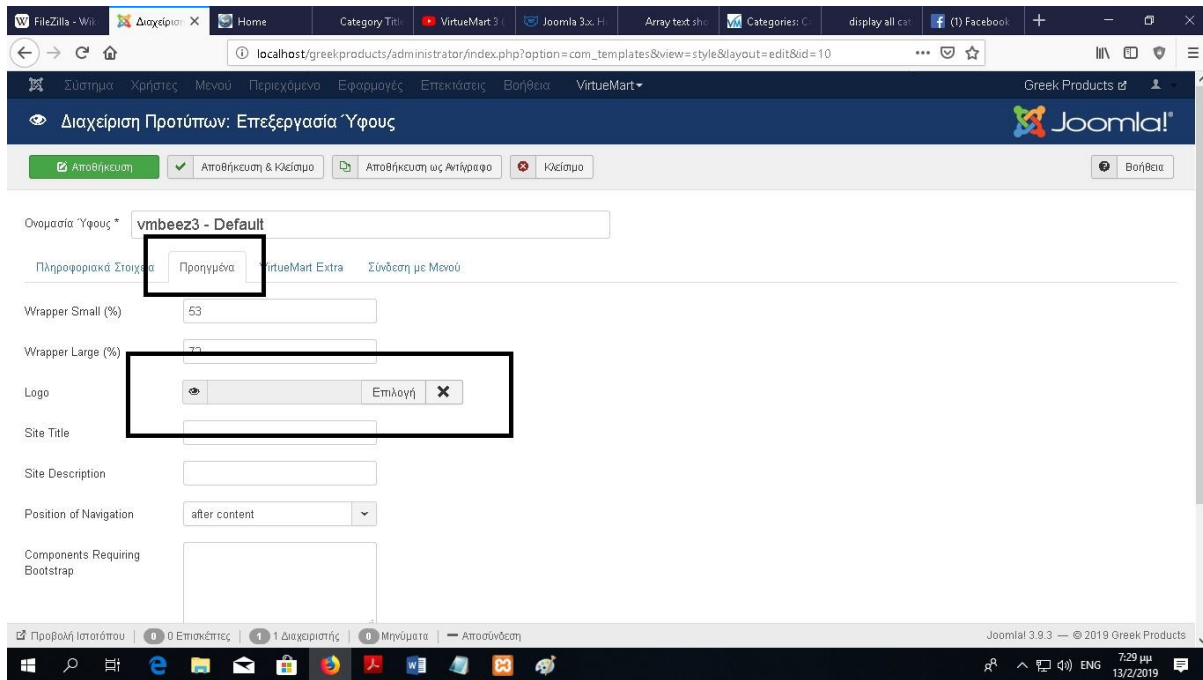 FileZilla - Wik
Διαχείρισ
Home
Category Titl
VirtueMart 3 (
Joomla 3.x. H
Array text sho
Categories: C
display all cat
(1) Facebook
localhost/greekproducts/administrator/index.php?option=com_templates&view=style&layout=edit&id=10
Σύστημα Χρήστες Μενού Περιεχόμενο Εφαρμογές Επεκτάσεις Βοήθεια VirtueMart Greek Products
Διαχείριση Προτύπων: Επεξεργασία Ύφους
Joomla!®
Αποθήκευση Αποθήκευση & Κλείσιμο Αποθήκευση ως Αντίγραφο Κλείσιμο Βοήθεια
Ονομασία Ύφους * vmbeez3 - Default
Πληροφοριακά Στοιχεία Προηγμένα VirtueMart Extra Σύνδεση με Μενού
Wrapper Small (%) 53
Wrapper Large (%) 72
Logo Επιλογή
Site Title
Site Description
Position of Navigation after content
Components Requiring
Bootstrap
Προβολή Ιστοτόπου 0 0 Επισκέπτες 1 1 Διαχειριστής 0 Μηνύματα Αποσύνδεση Joomla! 3.9.3 — © 2019 Greek Products
ENG 7:29 μμ
13/2/2019